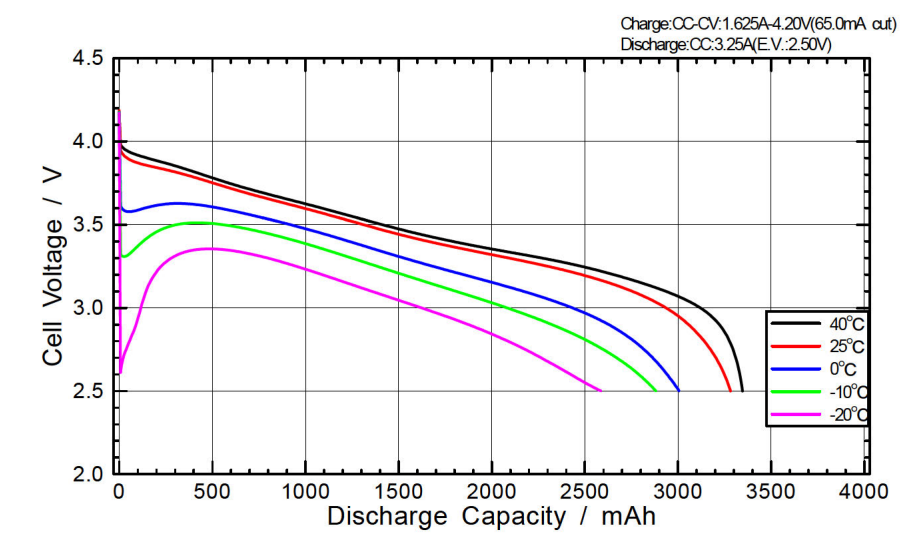 Charge:CC-CV:1.625A-4.20V(65.0mA cut)
Discharge:CC:3.25A(E.V.:2.50V)
4.5
4.0
3.5
3.0
2.5
2.0
Cell Voltage / V
40°C
25°C
0°C
-10°C
-20°C
0 500 1000 1500 2000 2500 3000 3500 4000
Discharge Capacity / mAh